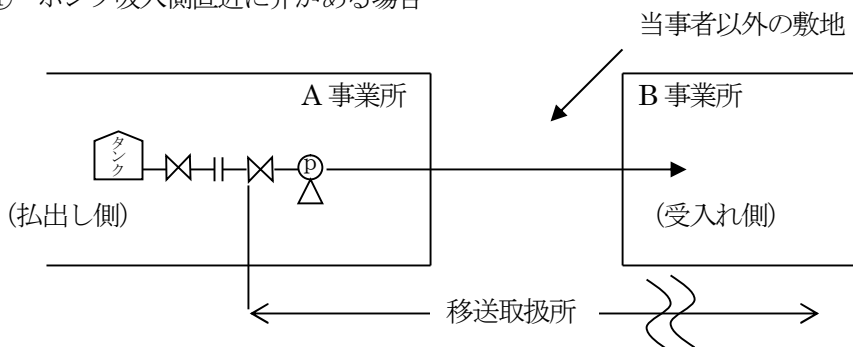 ポンプ吸入側直近に弁がある場合
当事者以外の敷地
A 事業所
B 事業所
タンク
p
(払出し側)
(受入れ側)
移送取扱所